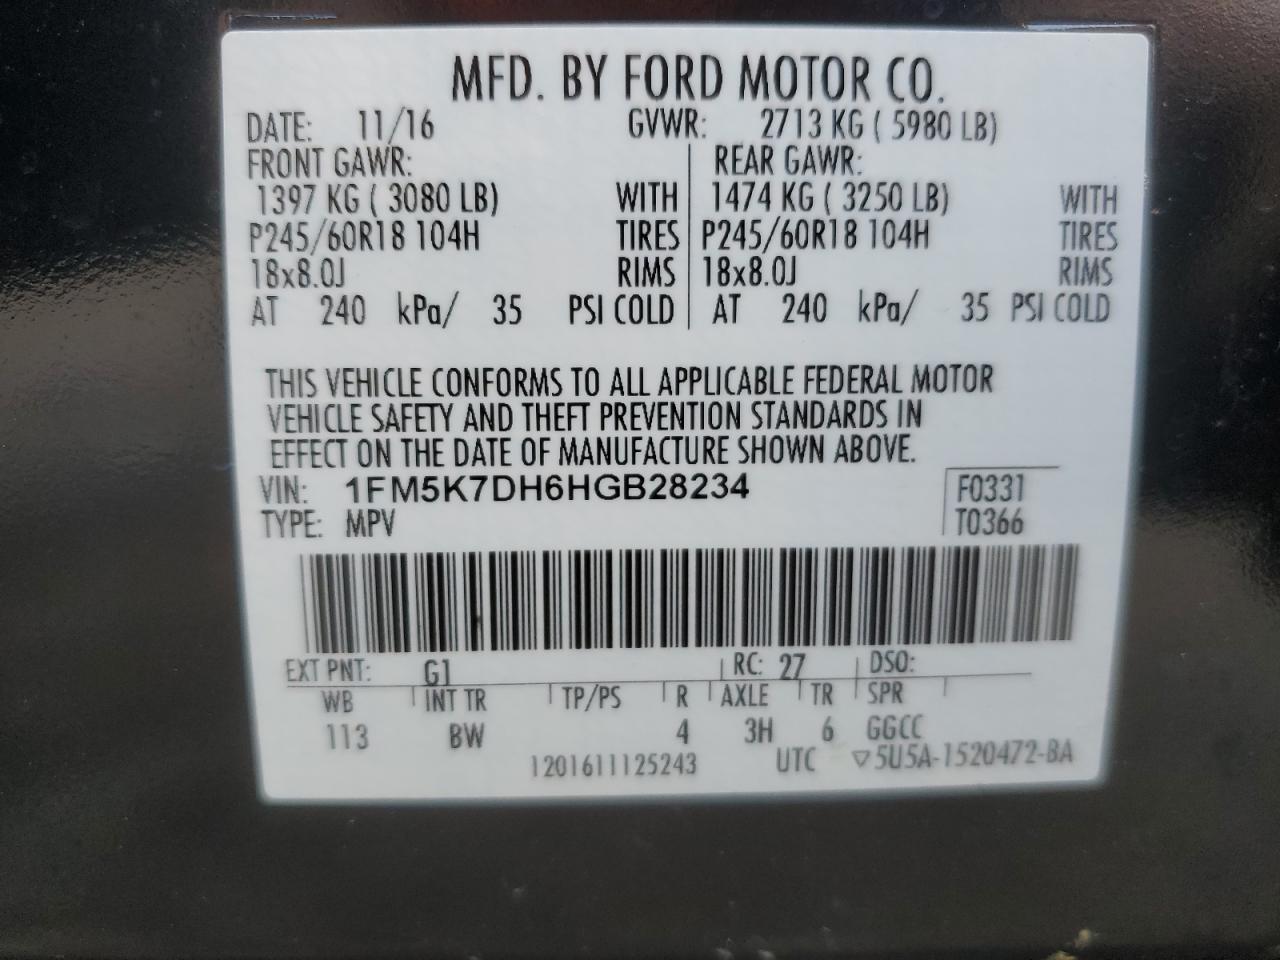 MFD. BY FORD MOTOR CO.
DATE: 11/16 GVWR: 2713 KG ( 5980 LB)
FRONT GAWR: REAR GAWR:
1397 KG ( 3080 LB) WITH 1474 KG ( 3250 LB) WITH
P245/60R18 104H TIRES P245/60R18 104H TIRES
18x8.0J RIMS 18x8.0J RIMS
AT 240 kPa/ 35 PSI COLD AT 240 kPa/ 35 PSI COLD
THIS VEHICLE CONFORMS TO ALL APPLICABLE FEDERAL MOTOR
VEHICLE SAFETY AND THEFT PREVENTION STANDARDS IN
EFFECT ON THE DATE OF MANUFACTURE SHOWN ABOVE.
VIN: 1FM5K7DH6HGB28234 F0331
TYPE: MPV T0366
EXT PNT: G1 RC: 27 DSO:
WB INT TR TP/PS R AXLE TR SPR
113 BW 4 3H 6 GGCC
1201611125243 UTC ▽5U5A-1520472-BA